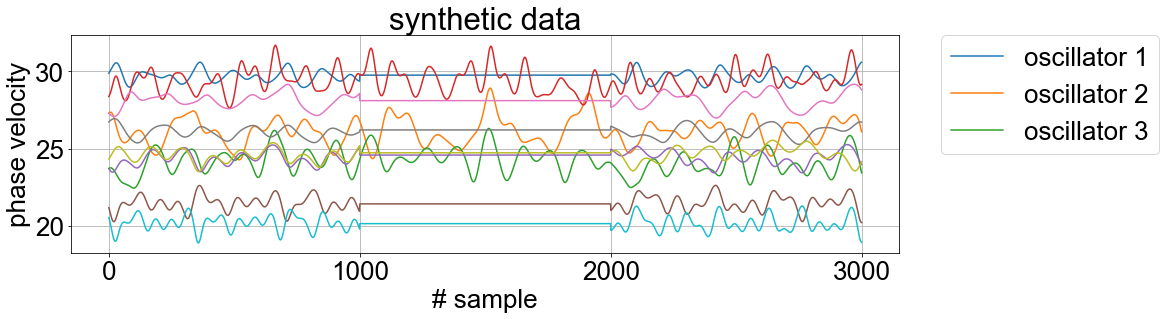 synthetic data
phase velocity
30
25
20
0
1000
2000
3000
# sample
oscillator 1
oscillator 2
oscillator 3